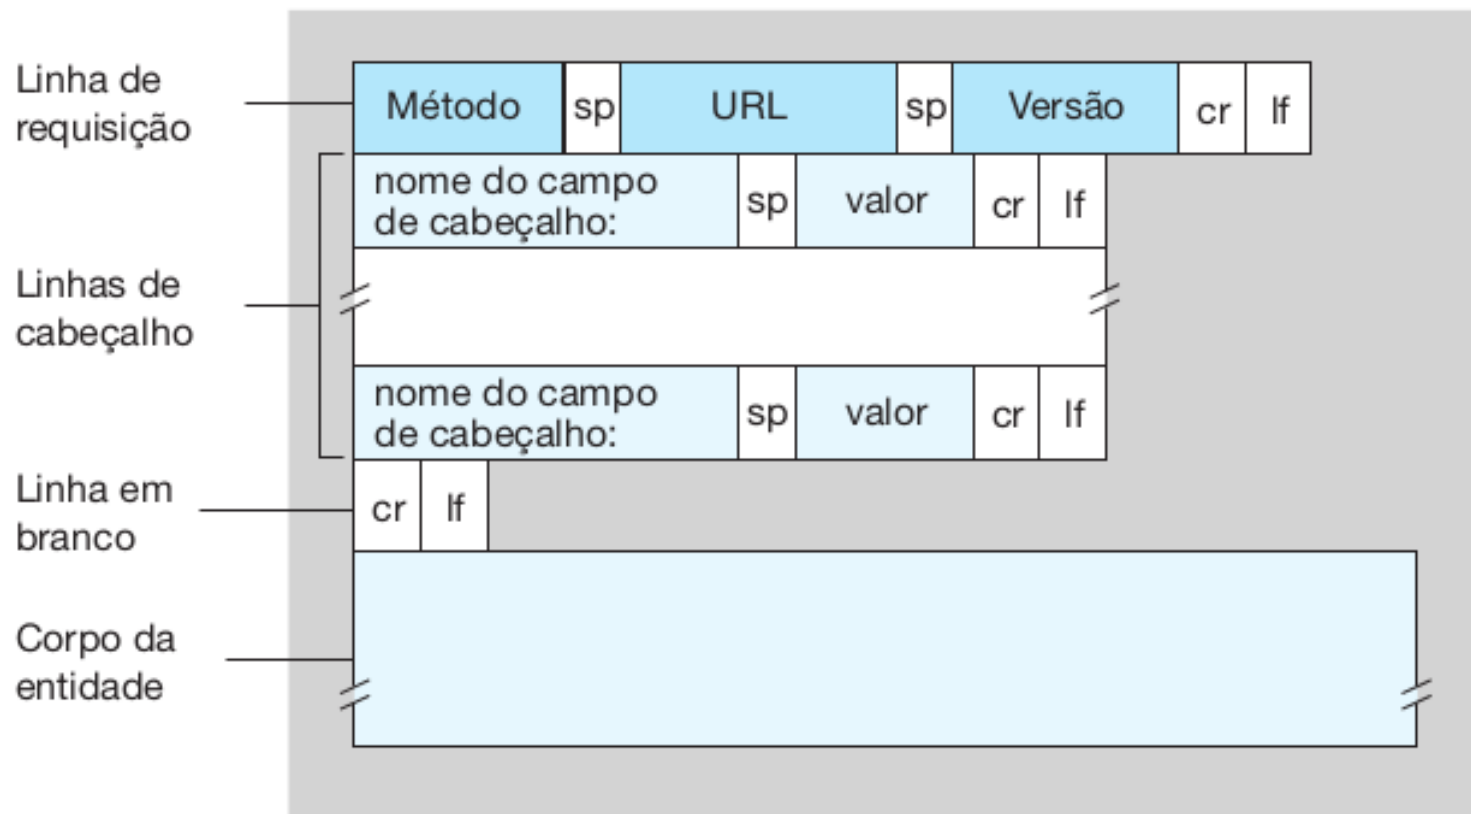 Linha de
requisição
Método sp URL sp Versão cr lf
nome do campo
de cabeçalho: sp valor cr lf
Linhas de
cabeçalho
nome do campo
de cabeçalho: sp valor cr lf
Linha em
branco
cr lf
Corpo da
entidade